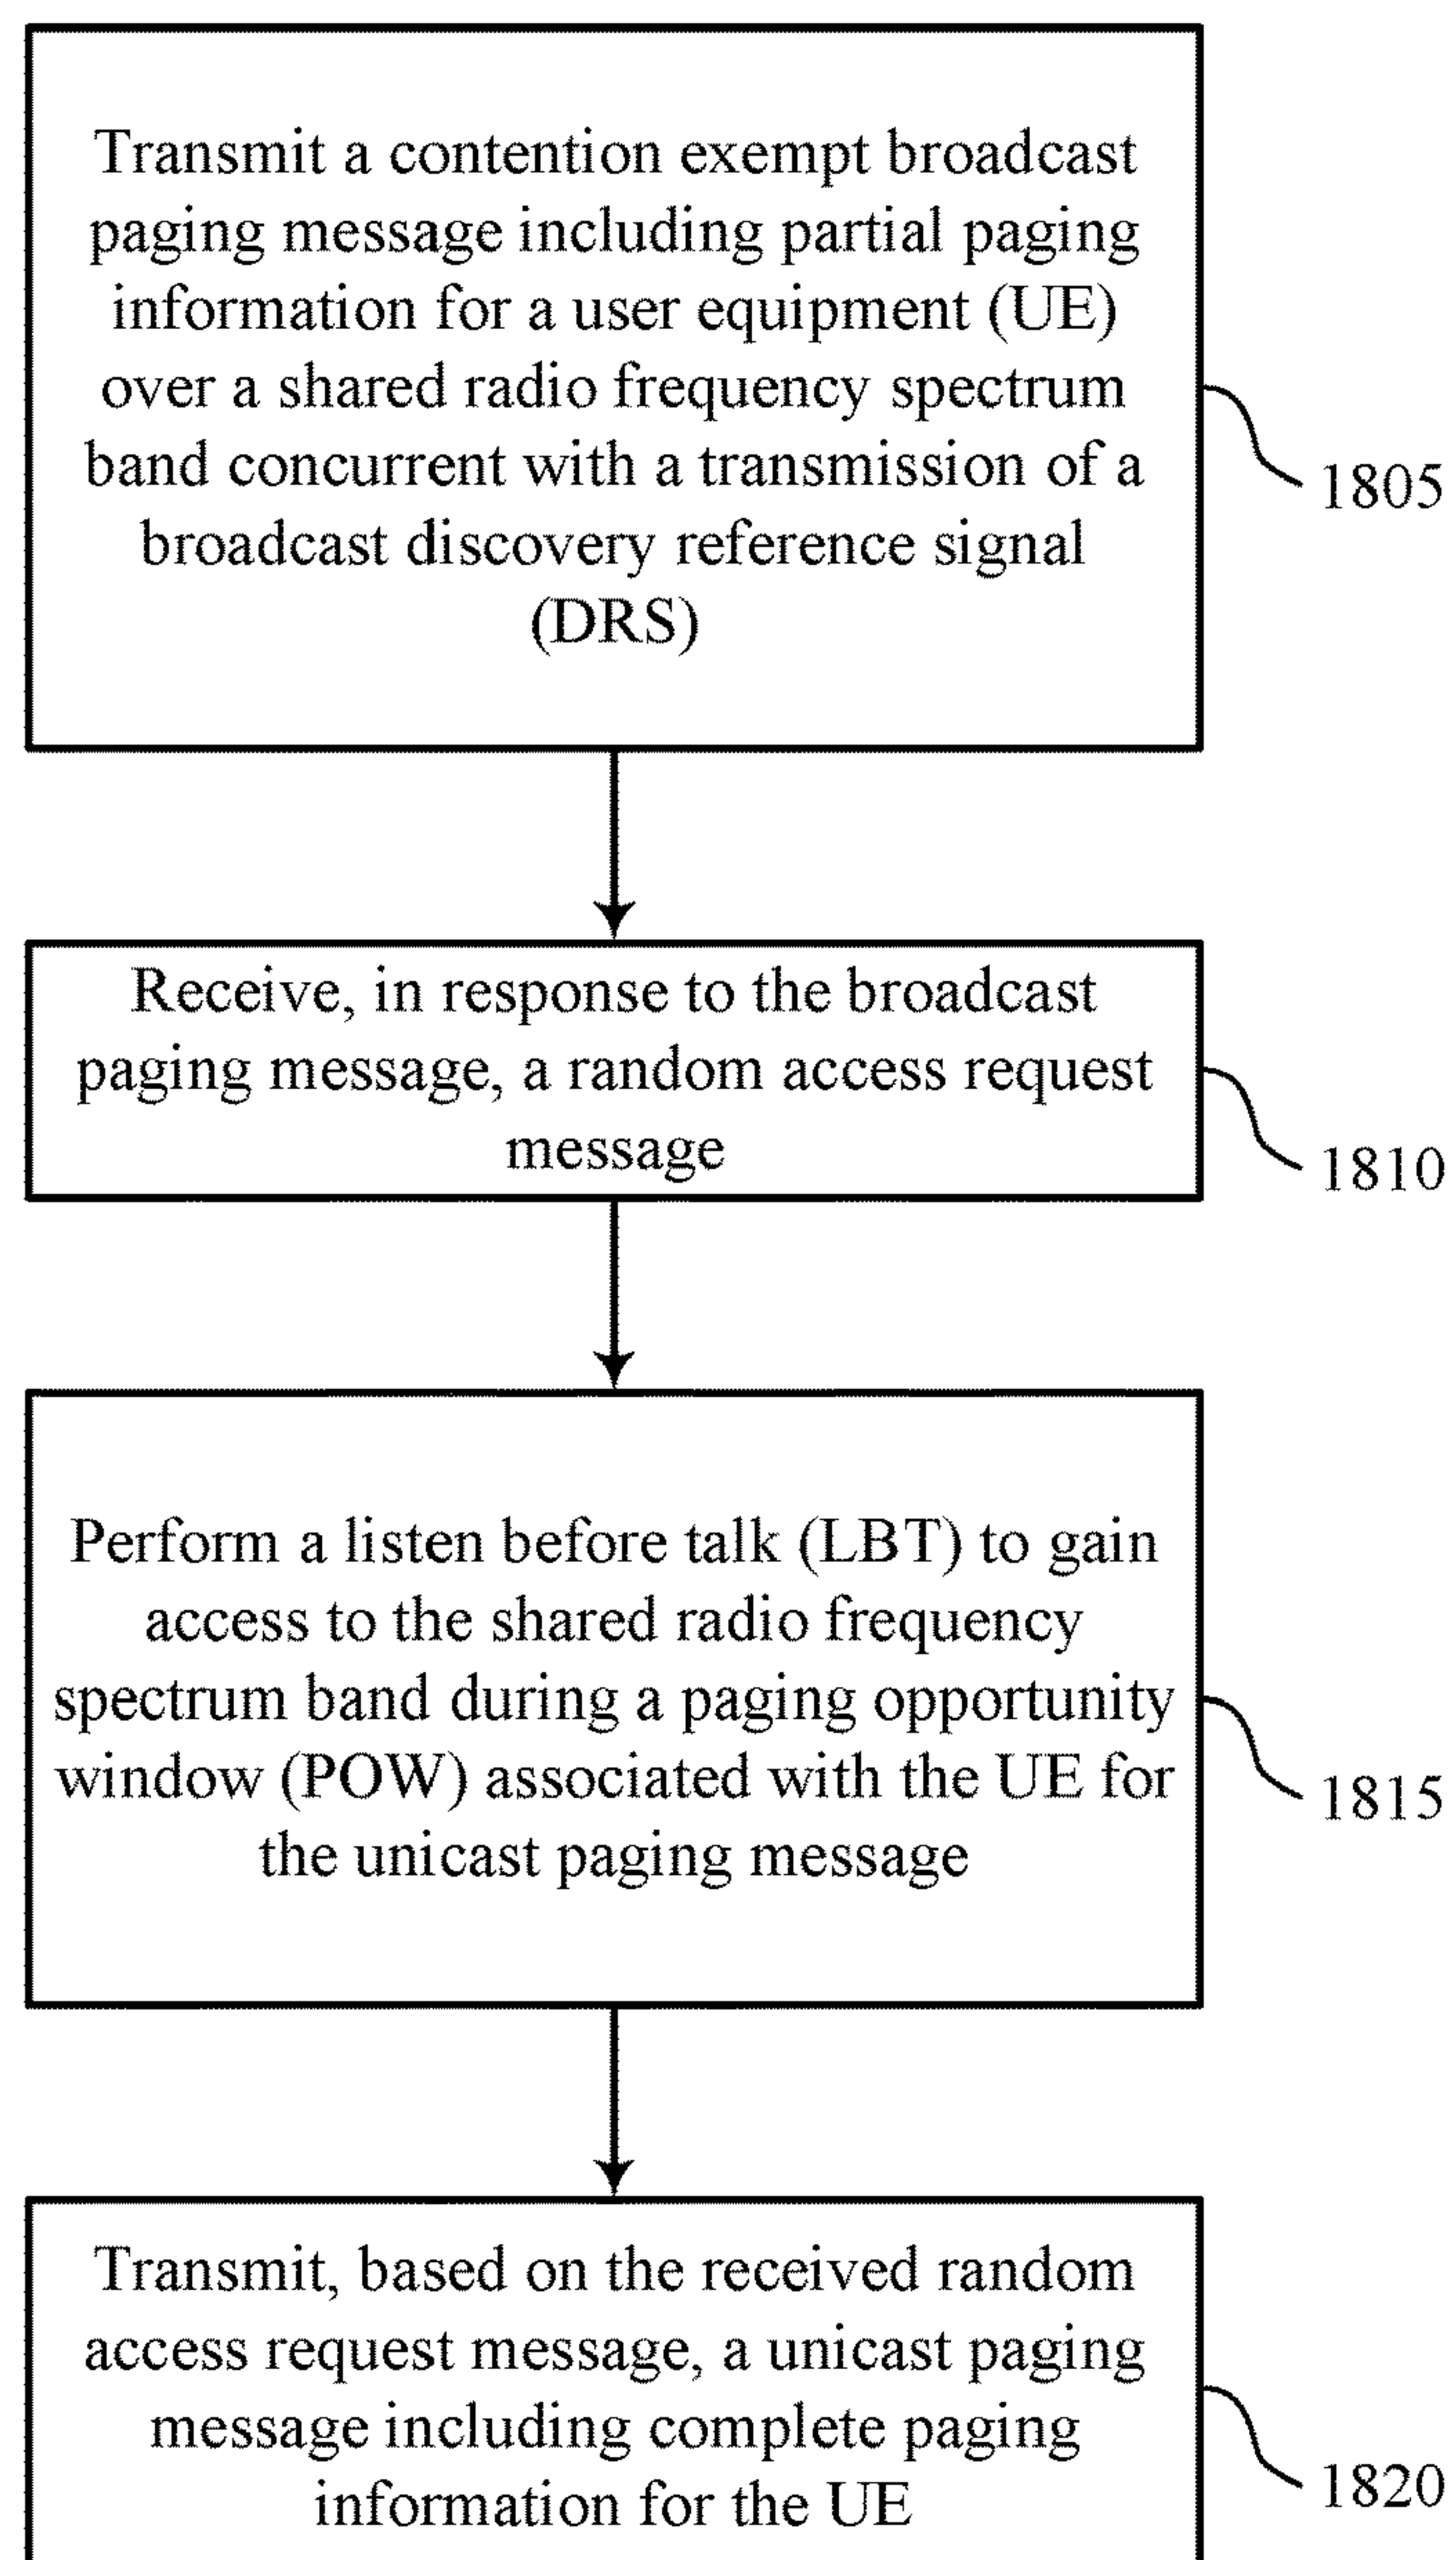 Transmit a contention exempt broadcast
paging message including partial paging
information for a user equipment (UE)
over a shared radio frequency spectrum
band concurrent with a transmission of a
broadcast discovery reference signal
(DRS)
1805
Receive, in response to the broadcast
paging message, a random access request
message
1810
Perform a listen before talk (LBT) to gain
access to the shared radio frequency
spectrum band during a paging opportunity
window (POW) associated with the UE for
the unicast paging message
1815
Transmit, based on the received random
access request message, a unicast paging
message including complete paging
information for the UE
1820